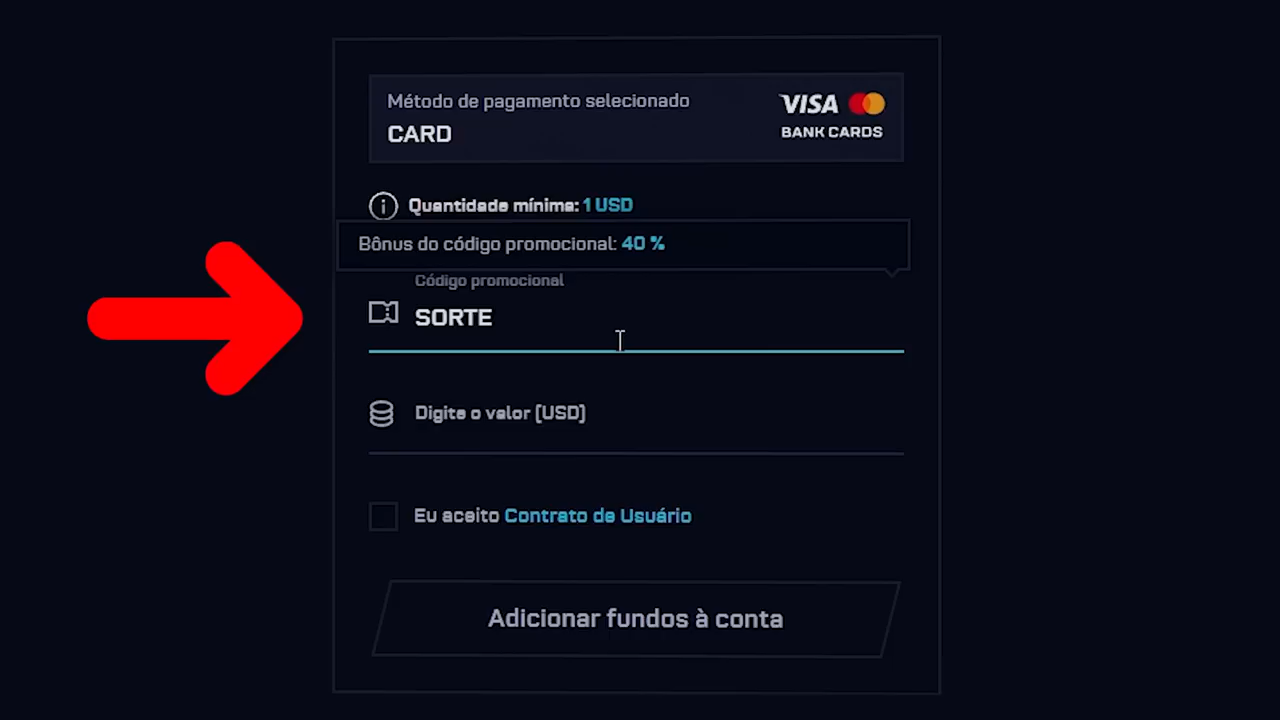 Método de pagamento selecionado
CARD
VISA
BANK CARDS
Quantidade mínima: 1 USD
Bônus do código promocional: 40 %
Código promocional
SORTE
Digite o valor (USD)
Eu aceito Contrato de Usuário
Adicionar fundos à conta